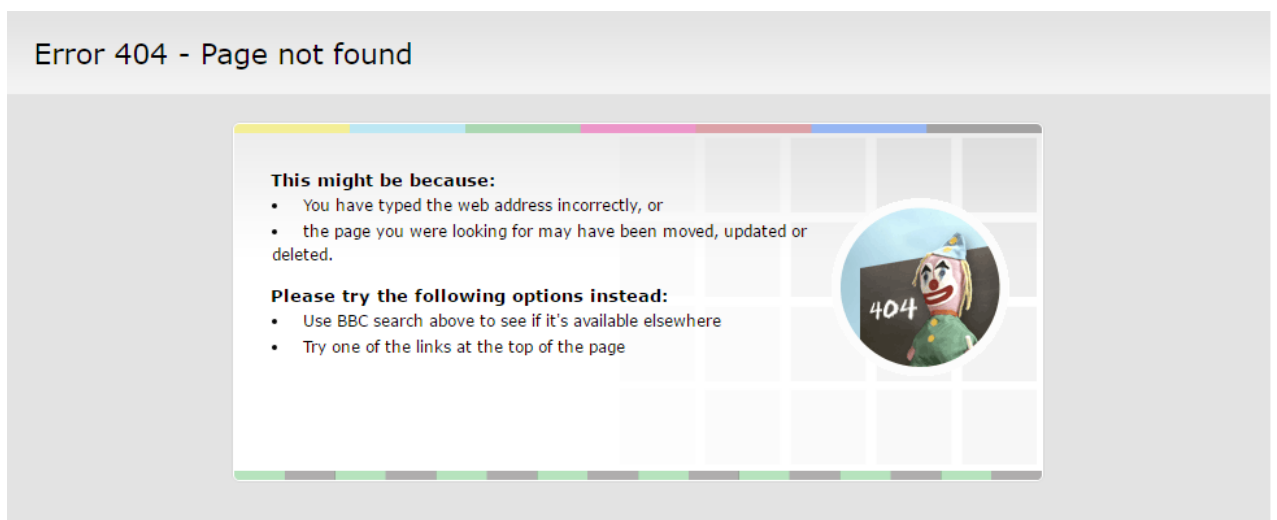 Error 404 - Page not found
This might be because:
• You have typed the web address incorrectly, or
• the page you were looking for may have been moved, updated or
deleted.
404
Please try the following options instead:
• Use BBC search above to see if it's available elsewhere
• Try one of the links at the top of the page